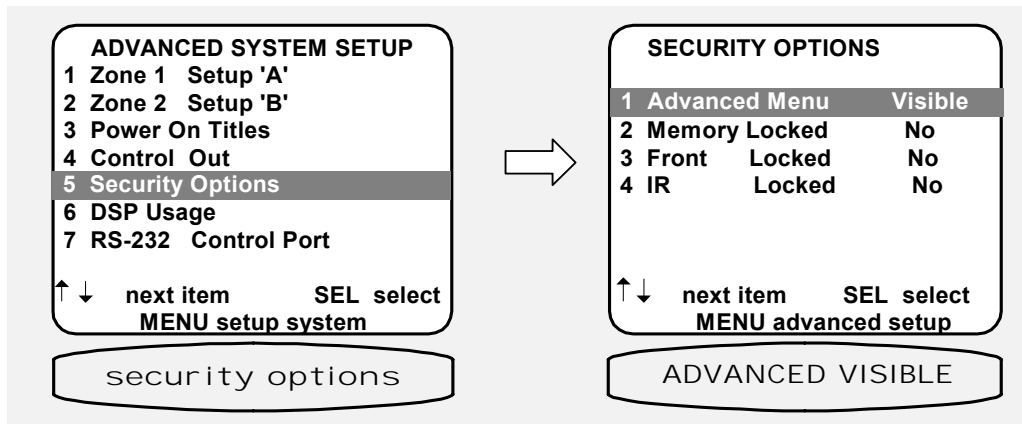 ADVANCED SYSTEM SETUP
1 Zone 1 Setup 'A'
2 Zone 2 Setup 'B'
3 Power On Titles
4 Control Out
5 Security Options
6 DSP Usage
7 RS-232 Control Port
↑↓ next item SEL select
MENU setup system
security options
SECURITY OPTIONS
1 Advanced Menu Visible
2 Memory Locked No
3 Front Locked No
4 IR Locked No
↑↓ next item SEL select
MENU advanced setup
ADVANCED VISIBLE